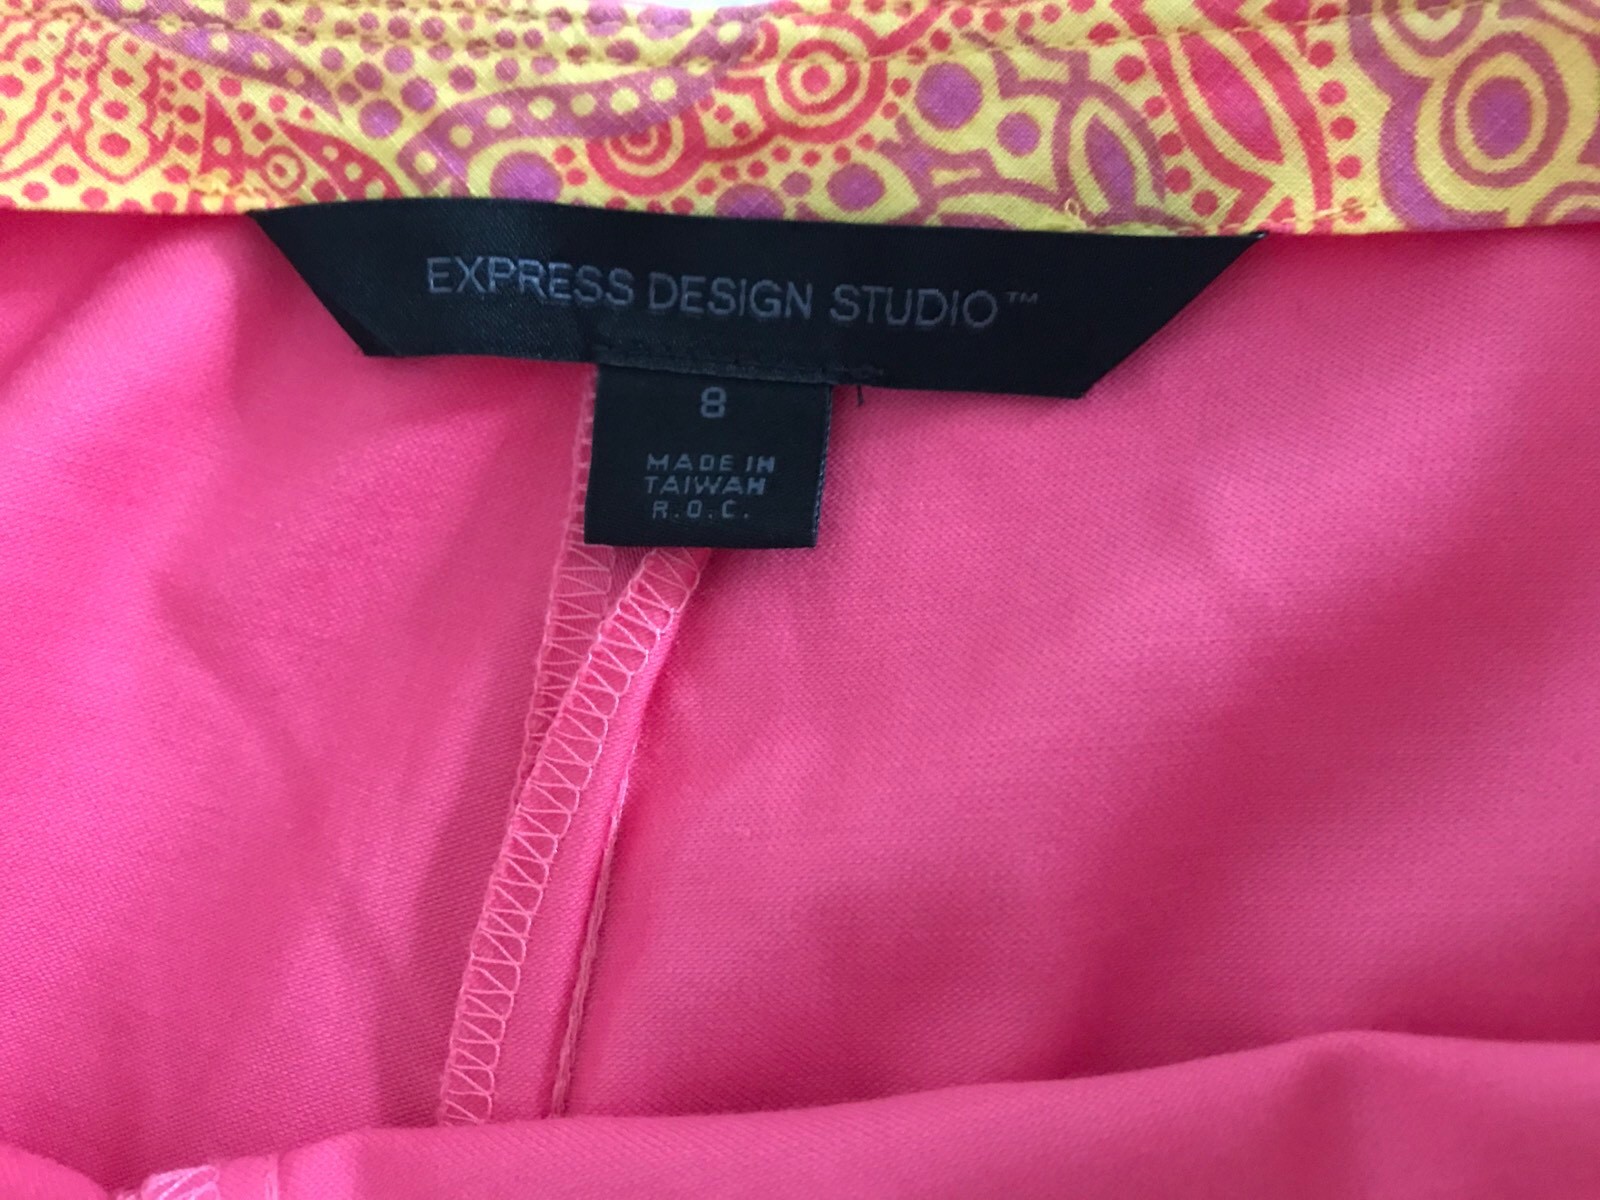 EXPRESS DESIGN STUDIO™
8
MADE IN
TAIWAN
R.O.C.